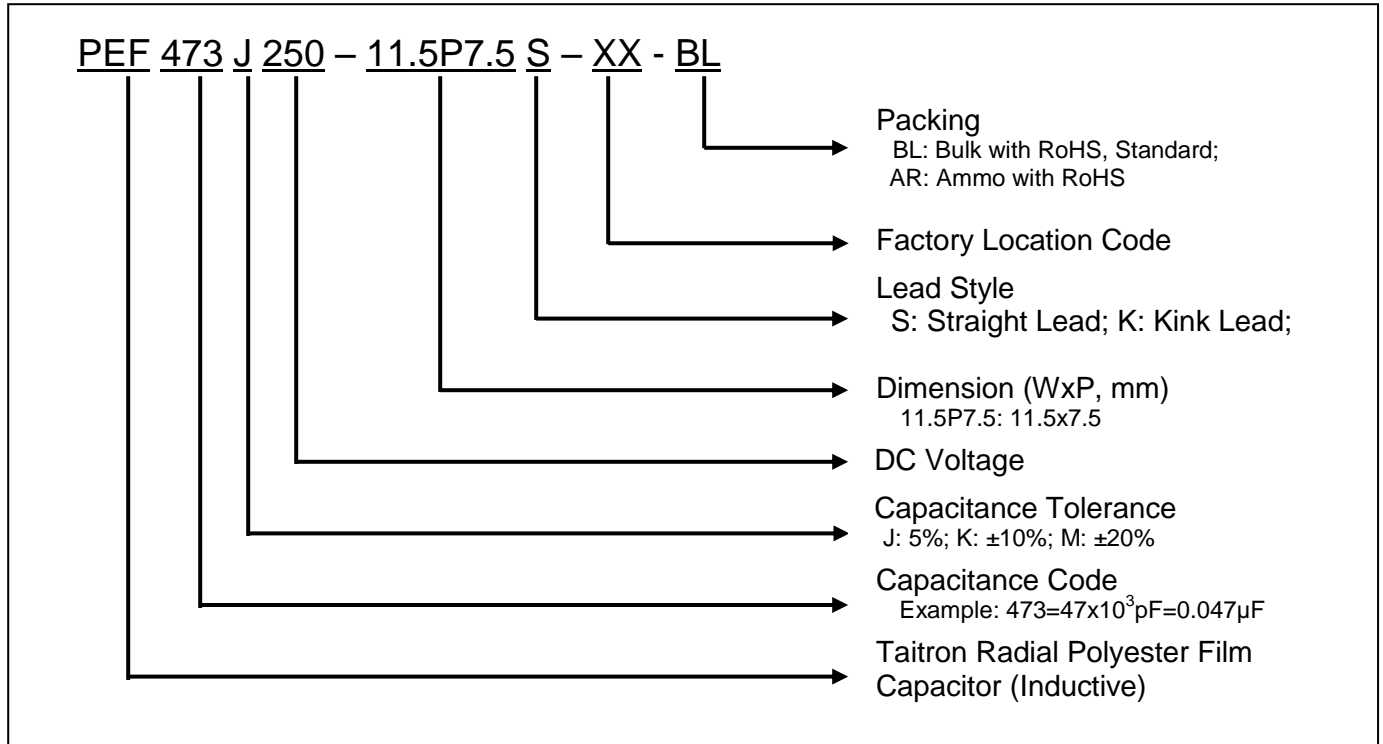 PEF 473 J 250 – 11.5P7.5 S – XX - BL
Packing
BL: Bulk with RoHS, Standard;
AR: Ammo with RoHS
Factory Location Code
Lead Style
S: Straight Lead; K: Kink Lead;
Dimension (WxP, mm)
11.5P7.5: 11.5x7.5
DC Voltage
Capacitance Tolerance
J: 5%; K: ±10%; M: ±20%
Capacitance Code
Example: 473=47x10³pF=0.047µF
Taitron Radial Polyester Film
Capacitor (Inductive)